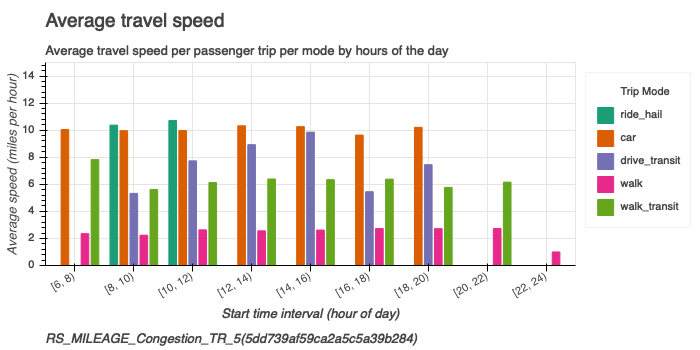 Average travel speed
Average travel speed per passenger trip per mode by hours of the day
Average speed (miles per hour)
14
12
10
8
6
4
2
0
[6, 8)
[8, 10)
[10, 12)
[12, 14)
[14, 16)
[16, 18)
[18, 20)
[20, 22)
[22, 24)
Start time interval (hour of day)
Trip Mode
ride_hail
car
drive_transit
walk
walk_transit
RS_MILEAGE_Congestion_TR_5(5dd739af59ca2a5c5a39b284)